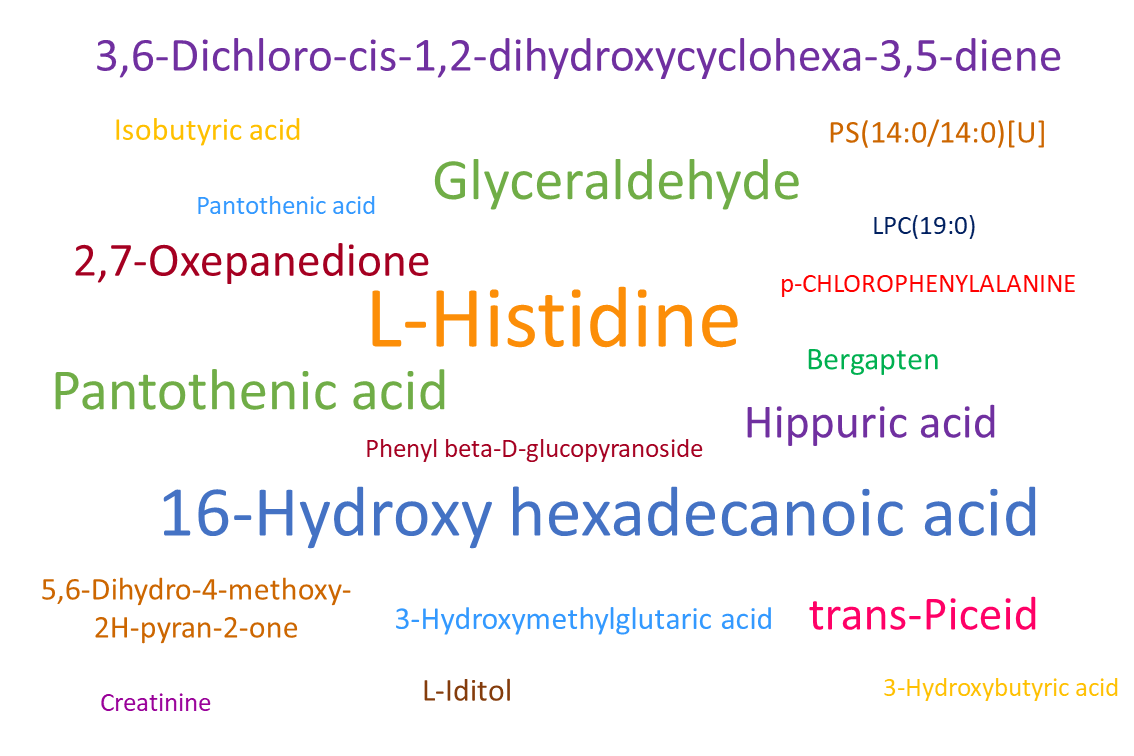 3,6-Dichloro-cis-1,2-dihydroxycyclohexa-3,5-diene
Isobutyric acid
PS(14:0/14:0)[U]
Glyceraldehyde
Pantothenic acid
LPC(19:0)
2,7-Oxepanedione
p-CHLOROPHENYLALANINE
L-Histidine
Bergapten
Pantothenic acid
Hippuric acid
Phenyl beta-D-glucopyranoside
16-Hydroxy hexadecanoic acid
5,6-Dihydro-4-methoxy-
2H-pyran-2-one
3-Hydroxymethylglutaric acid
trans-Piceid
Creatinine
L-Iditol
3-Hydroxybutyric acid